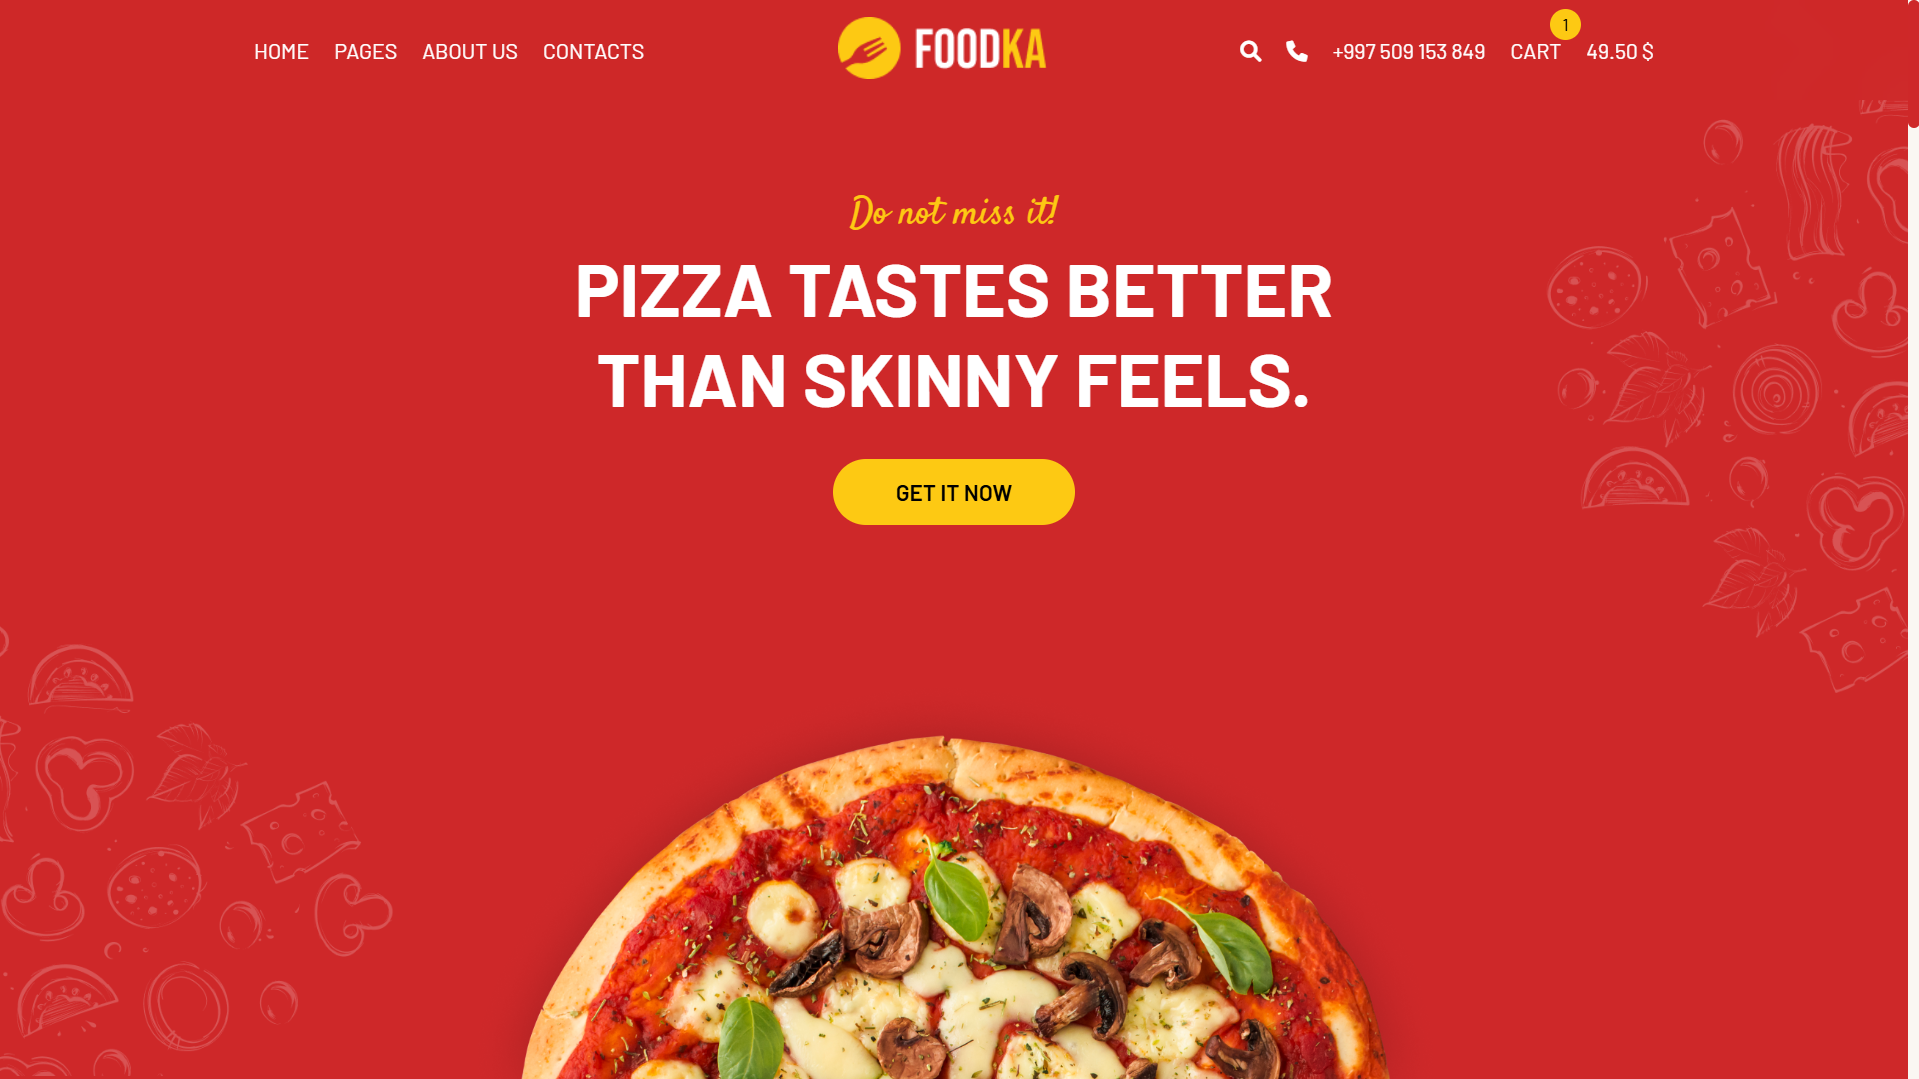 HOME PAGES ABOUT US CONTACTS
FOODKA
+997 509 153 849 CART 1 49.50 $
Do not miss it!
PIZZA TASTES BETTER
THAN SKINNY FEELS.
GET IT NOW